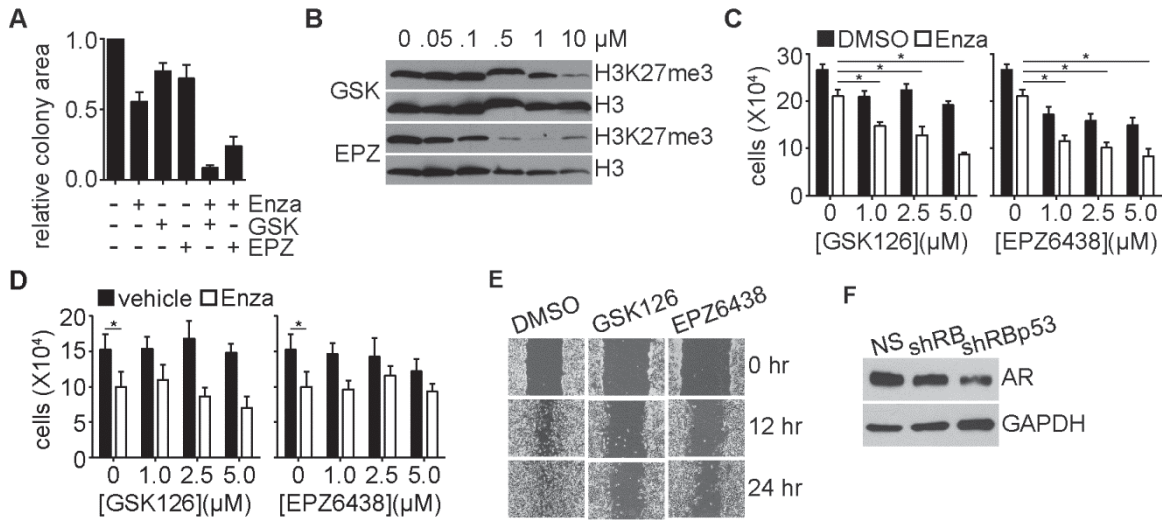 A
relative colony area
1.0
0.5
0.0
- + - - + + Enza
- - + - + - GSK
- - - + - + EPZ
B
0 .05 .1 .5 1 10 µM
GSK
H3K27me3
H3
EPZ
H3K27me3
H3
C
DMSO Enza
cells (X10⁴)
30
20
10
0
* * *
* * *
0 1.0 2.5 5.0
[GSK126](µM)
0 1.0 2.5 5.0
[EPZ6438](µM)
D
vehicle Enza
cells (X10⁴)
20
15
10
5
0
*
*
0 1.0 2.5 5.0
[GSK126](µM)
0 1.0 2.5 5.0
[EPZ6438](µM)
E
DMSO GSK126 EPZ6438
0 hr
12 hr
24 hr
F
NS shRB shRBp53
AR
GAPDH